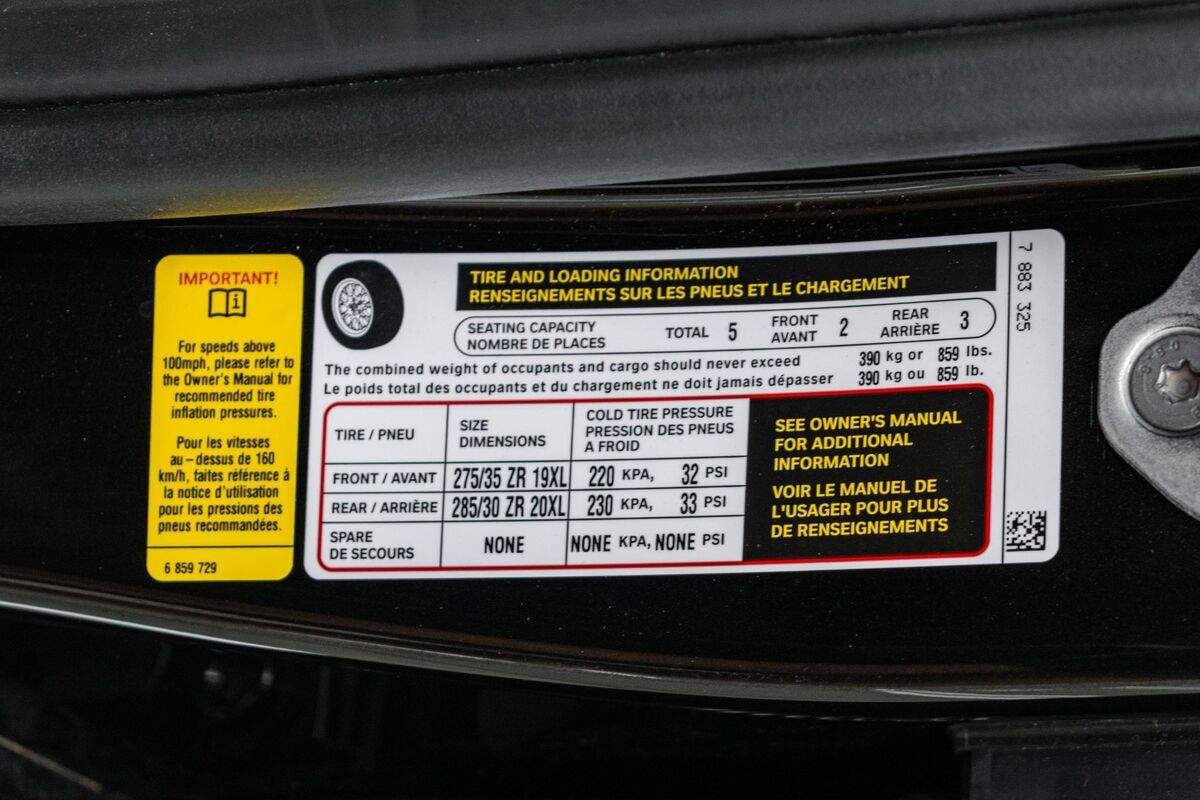 IMPORTANT!
For speeds above
100mph, please refer to
the Owner's Manual for
recommended tire
inflation pressures.
Pour les vitesses
au – dessus de 160
km/h, faites référence à
la notice d'utilisation
pour les pressions des
pneus recommandées.
6 859 729
TIRE AND LOADING INFORMATION
RENSEIGNEMENTS SUR LES PNEUS ET LE CHARGEMENT
SEATING CAPACITY
NOMBRE DE PLACES
TOTAL 5
FRONT
AVANT 2
REAR
ARRIÈRE 3
The combined weight of occupants and cargo should never exceed 390 kg or 859 lbs.
Le poids total des occupants et du chargement ne doit jamais dépasser 390 kg ou 859 lb.
TIRE / PNEU
SIZE
DIMENSIONS
COLD TIRE PRESSURE
PRESSION DES PNEUS
A FROID
FRONT / AVANT 275/35 ZR 19XL 220 KPA, 32 PSI
REAR / ARRIÈRE 285/30 ZR 20XL 230 KPA, 33 PSI
SPARE
DE SECOURS NONE NONE KPA, NONE PSI
SEE OWNER'S MANUAL
FOR ADDITIONAL
INFORMATION
VOIR LE MANUEL DE
L'USAGER POUR PLUS
DE RENSEIGNEMENTS
7 883 325